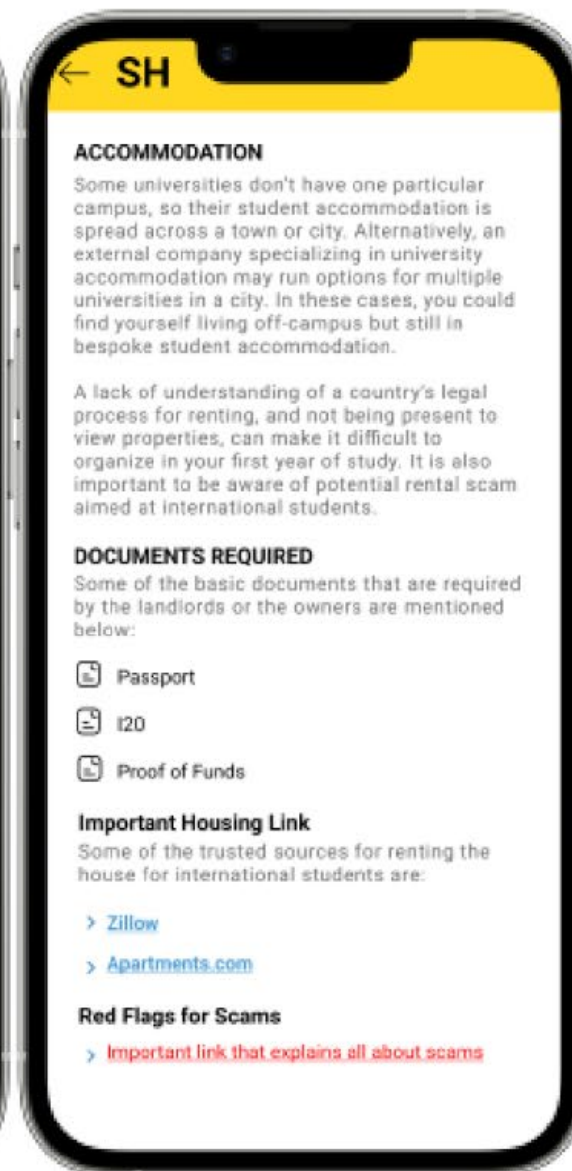 SH
ACCOMMODATION
Some universities don't have one particular
campus, so their student accommodation is
spread across a town or city. Alternatively, an
external company specializing in university
accommodation may run options for multiple
universities in a city. In these cases, you could
find yourself living off-campus but still in
bespoke student accommodation.
A lack of understanding of a country's legal
process for renting, and not being present to
view properties, can make it difficult to
organize in your first year of study. It is also
important to be aware of potential rental scam
aimed at international students.
DOCUMENTS REQUIRED
Some of the basic documents that are required
by the landlords or the owners are mentioned
below:
Passport
I20
Proof of Funds
Important Housing Link
Some of the trusted sources for renting the
house for international students are:
Zillow
Apartments.com
Red Flags for Scams
Important link that explains all about scams